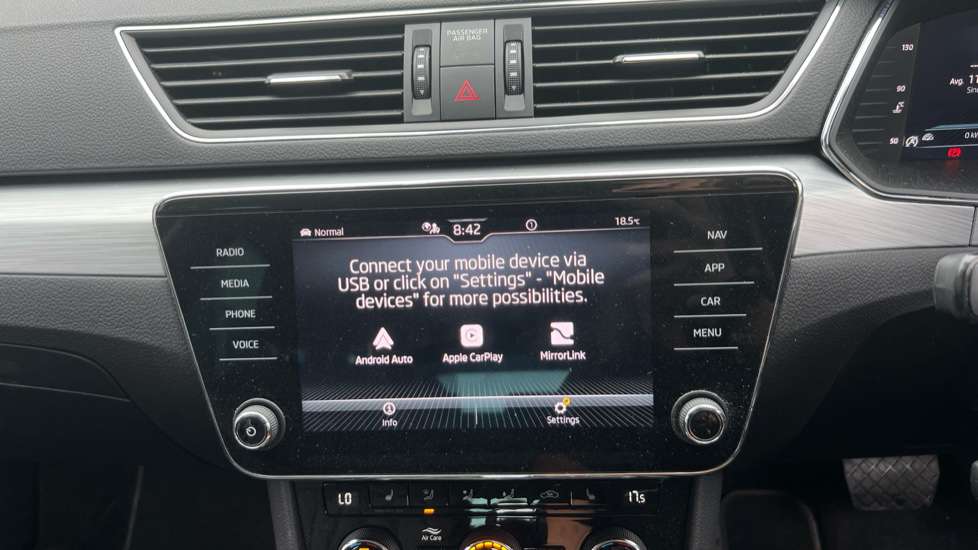 PASSENGER
AIR BAG
130
90
50
Avg.
0
Normal
8:42
18.5°C
RADIO
MEDIA
PHONE
VOICE
Connect your mobile device via
USB or click on "Settings" - "Mobile
devices" for more possibilities.
Android Auto
Apple CarPlay
MirrorLink
Info
Settings
NAV
APP
CAR
MENU
LO
17.5
Air Care